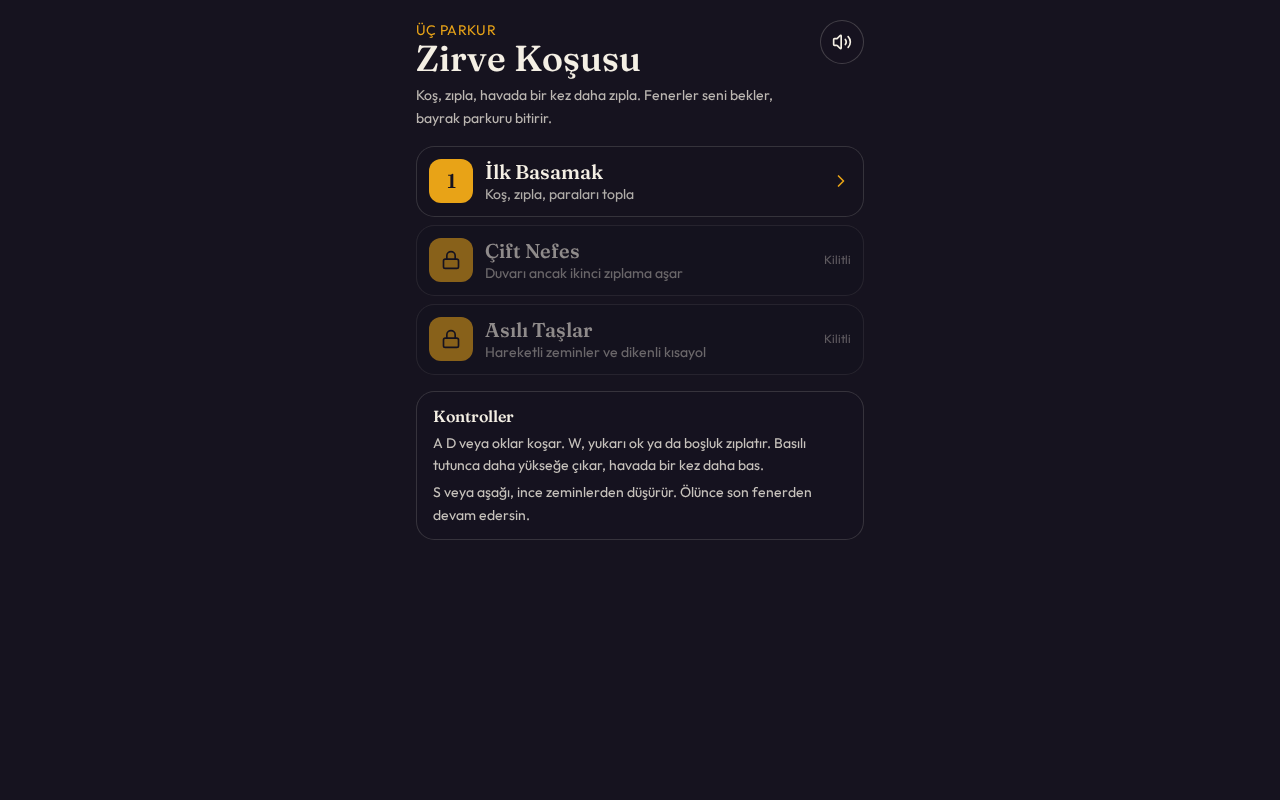 ÜÇ PARKUR
Zirve Koşusu
Koş, zıpla, havada bir kez daha zıpla. Fenerler seni bekler,
bayrak parkuru bitirir.
1
İlk Basamak
Koş, zıpla, paraları topla
Çift Nefes
Duvarı ancak ikinci zıplama aşar
Kilitli
Asılı Taşlar
Hareketli zeminler ve dikenli kısayol
Kilitli
Kontroller
A D veya oklar koşar. W, yukarı ok ya da boşluk zıplatır. Basılı
tutunca daha yükseğe çıkar, havada bir kez daha bas.
S veya aşağı, ince zeminlerden düşürür. Ölünce son fenerden
devam edersin.